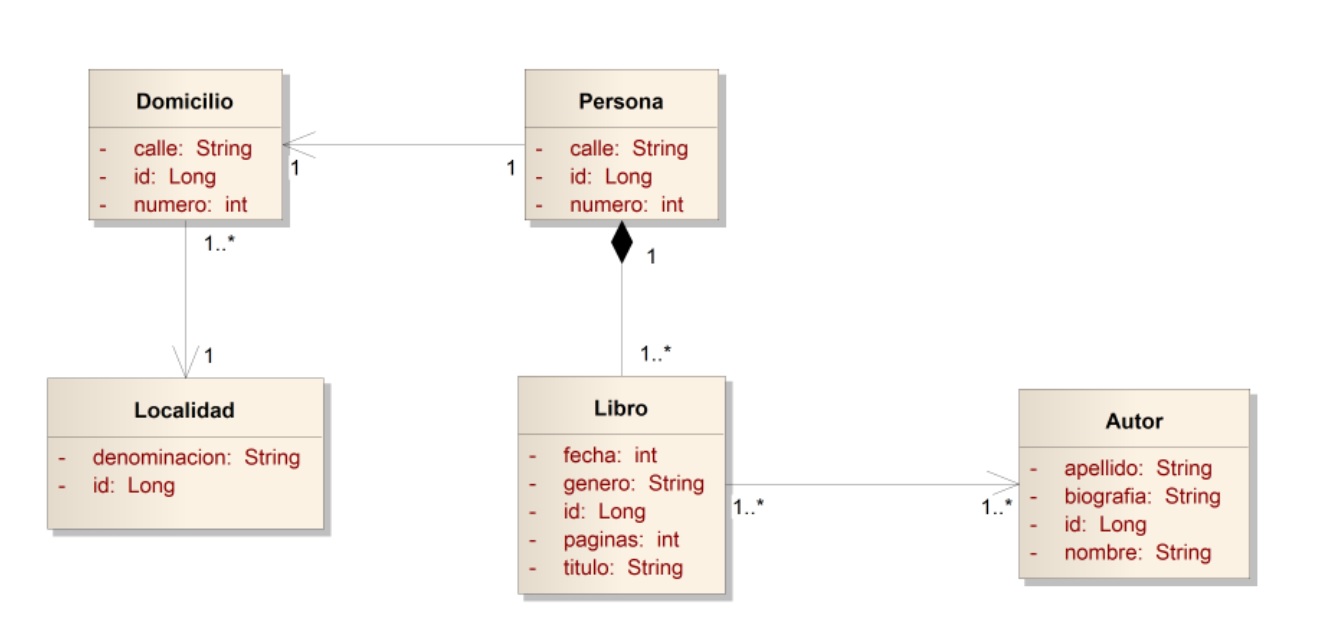 Domicilio
- calle: String
- id: Long
- numero: int
Persona
- calle: String
- id: Long
- numero: int
1
1
1..*
1
1
1..*
Localidad
- denominacion: String
- id: Long
Libro
- fecha: int
- genero: String
- id: Long
- paginas: int
- titulo: String
1..*
1..*
Autor
- apellido: String
- biografia: String
- id: Long
- nombre: String